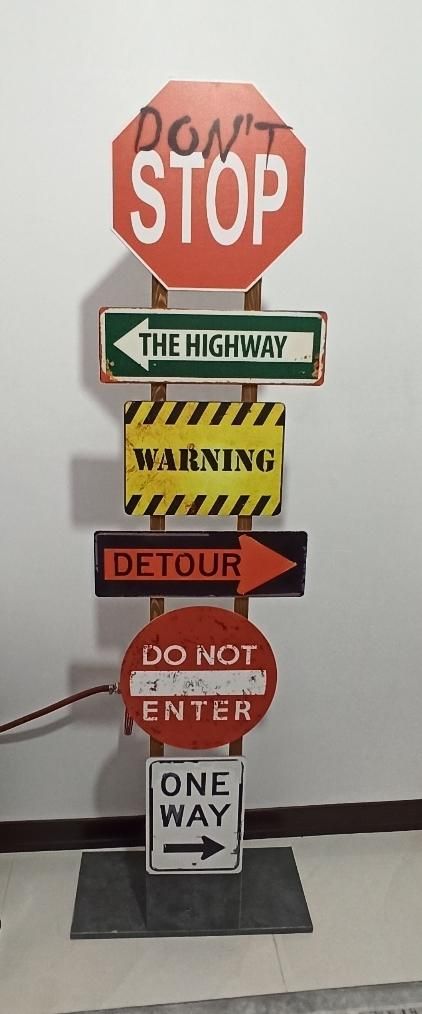 DON'T
STOP
THE HIGHWAY
WARNING
DETOUR
DO NOT
ENTER
ONE
WAY